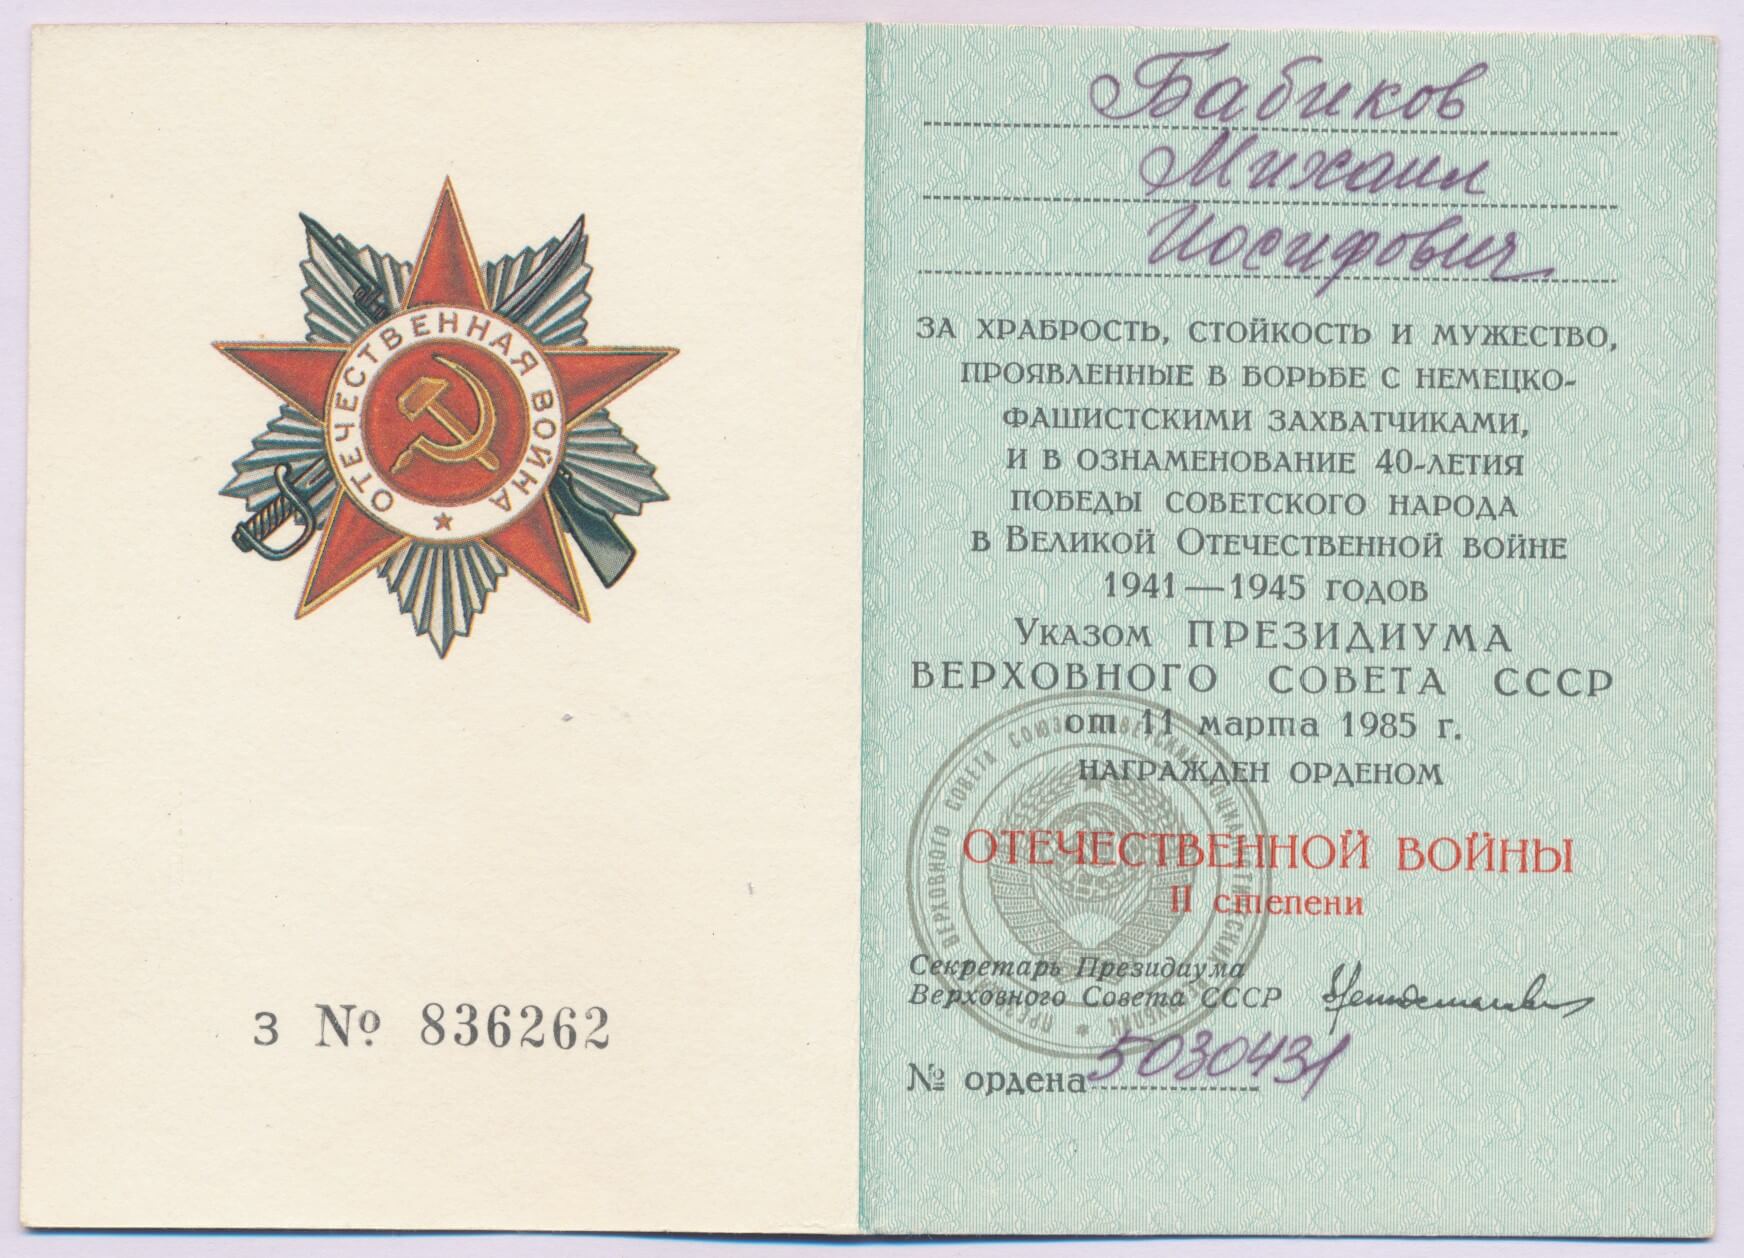 ОТЕЧЕСТВЕННАЯ ВОЙНА
З № 836262
Бабиков
Михаил
Иосифович
ЗА ХРАБРОСТЬ, СТОЙКОСТЬ И МУЖЕСТВО,
ПРОЯВЛЕННЫЕ В БОРЬБЕ С НЕМЕЦКО-
ФАШИСТСКИМИ ЗАХВАТЧИКАМИ,
И В ОЗНАМЕНОВАНИЕ 40-ЛЕТИЯ
ПОБЕДЫ СОВЕТСКОГО НАРОДА
В ВЕЛИКОЙ ОТЕЧЕСТВЕННОЙ ВОЙНЕ
1941—1945 ГОДОВ
УКАЗОМ ПРЕЗИДИУМА
ВЕРХОВНОГО СОВЕТА СССР
от 11 марта 1985 г.
НАГРАЖДЕН ОРДЕНОМ
ОТЕЧЕСТВЕННОЙ ВОЙНЫ
II степени
Секретарь Президиума
Верховного Совета СССР
№ ордена 5030431